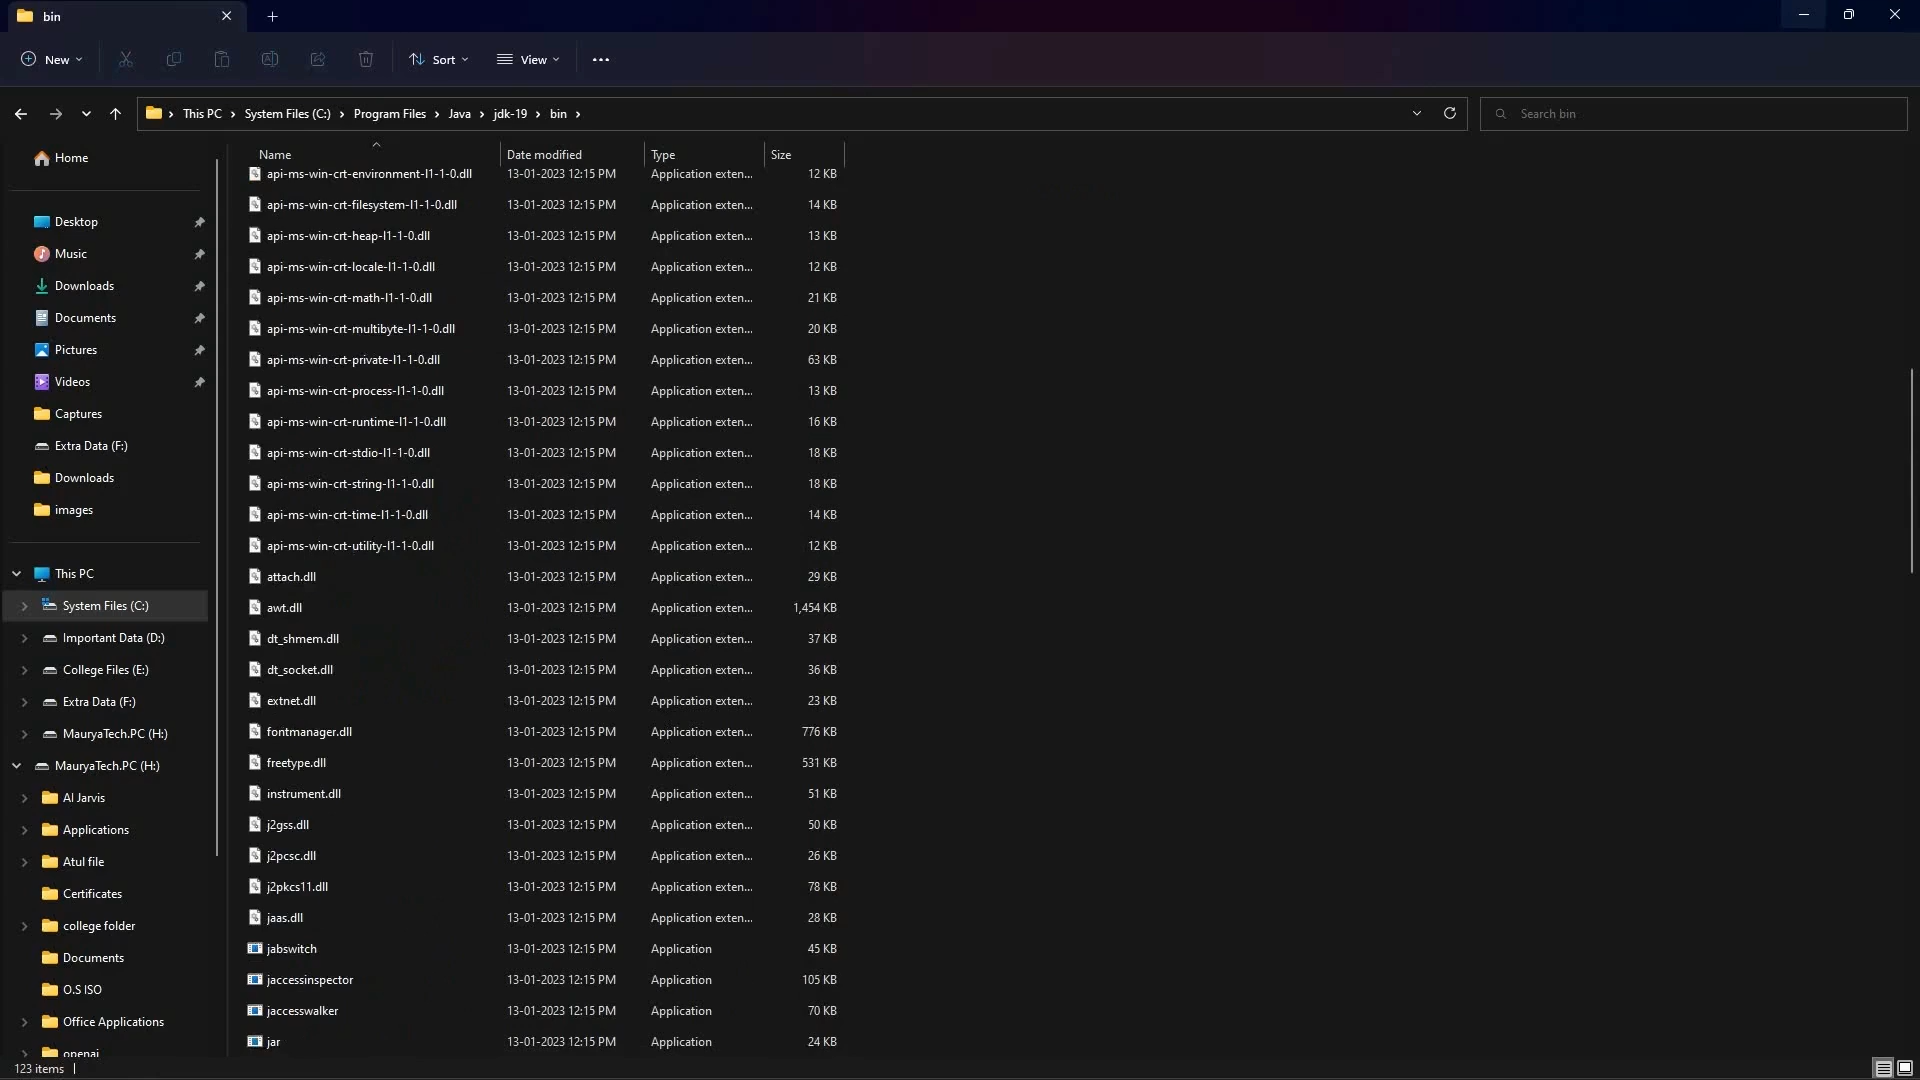 bin
New
Sort
View
This PC > System Files (C:) > Program Files > Java > jdk-19 > bin >
Search bin
Home
Desktop
Music
Downloads
Documents
Pictures
Videos
Captures
Extra Data (F:)
Downloads
images
This PC
System Files (C:)
Important Data (D:)
College Files (E:)
Extra Data (F:)
MauryaTech.PC (H:)
MauryaTech.PC (H:)
AI Jarvis
Applications
Atul file
Certificates
college folder
Documents
O.S ISO
Office Applications
openai
Name Date modified Type Size
api-ms-win-crt-environment-l1-1-0.dll 13-01-2023 12:15 PM Application exten... 12 KB
api-ms-win-crt-filesystem-l1-1-0.dll 13-01-2023 12:15 PM Application exten... 14 KB
api-ms-win-crt-heap-l1-1-0.dll 13-01-2023 12:15 PM Application exten... 13 KB
api-ms-win-crt-locale-l1-1-0.dll 13-01-2023 12:15 PM Application exten... 12 KB
api-ms-win-crt-math-l1-1-0.dll 13-01-2023 12:15 PM Application exten... 21 KB
api-ms-win-crt-multibyte-l1-1-0.dll 13-01-2023 12:15 PM Application exten... 20 KB
api-ms-win-crt-private-l1-1-0.dll 13-01-2023 12:15 PM Application exten... 63 KB
api-ms-win-crt-process-l1-1-0.dll 13-01-2023 12:15 PM Application exten... 13 KB
api-ms-win-crt-runtime-l1-1-0.dll 13-01-2023 12:15 PM Application exten... 16 KB
api-ms-win-crt-stdio-l1-1-0.dll 13-01-2023 12:15 PM Application exten... 18 KB
api-ms-win-crt-string-l1-1-0.dll 13-01-2023 12:15 PM Application exten... 18 KB
api-ms-win-crt-time-l1-1-0.dll 13-01-2023 12:15 PM Application exten... 14 KB
api-ms-win-crt-utility-l1-1-0.dll 13-01-2023 12:15 PM Application exten... 12 KB
attach.dll 13-01-2023 12:15 PM Application exten... 29 KB
awt.dll 13-01-2023 12:15 PM Application exten... 1,454 KB
dt_shmem.dll 13-01-2023 12:15 PM Application exten... 37 KB
dt_socket.dll 13-01-2023 12:15 PM Application exten... 36 KB
extnet.dll 13-01-2023 12:15 PM Application exten... 23 KB
fontmanager.dll 13-01-2023 12:15 PM Application exten... 776 KB
freetype.dll 13-01-2023 12:15 PM Application exten... 531 KB
instrument.dll 13-01-2023 12:15 PM Application exten... 51 KB
j2gss.dll 13-01-2023 12:15 PM Application exten... 50 KB
j2pcsc.dll 13-01-2023 12:15 PM Application exten... 26 KB
j2pkcs11.dll 13-01-2023 12:15 PM Application exten... 78 KB
jaas.dll 13-01-2023 12:15 PM Application exten... 28 KB
jabswitch 13-01-2023 12:15 PM Application 45 KB
jaccessinspector 13-01-2023 12:15 PM Application 105 KB
jaccesswalker 13-01-2023 12:15 PM Application 70 KB
jar 13-01-2023 12:15 PM Application 24 KB
123 items